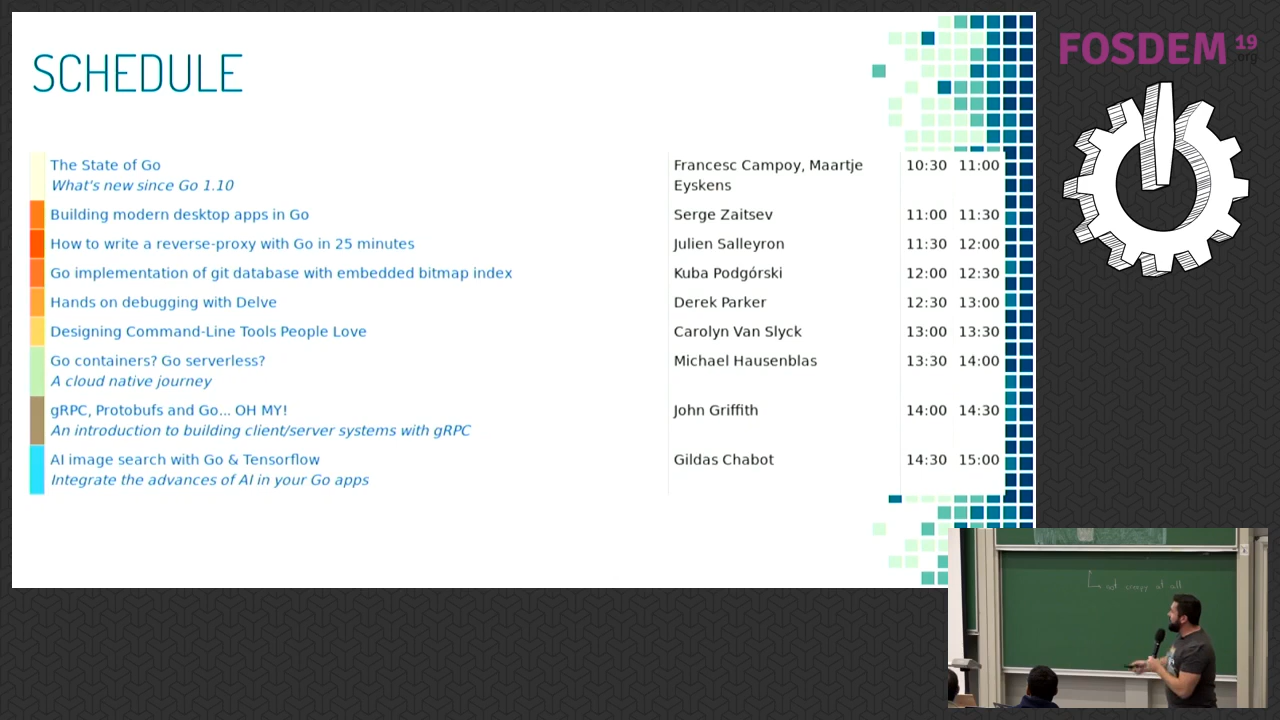 SCHEDULE
The State of Go
What's new since Go 1.10
Francesc Campoy, Maartje
Eyskens
10:30 11:00
Building modern desktop apps in Go
Serge Zaitsev
11:00 11:30
How to write a reverse-proxy with Go in 25 minutes
Julien Salleyron
11:30 12:00
Go implementation of git database with embedded bitmap index
Kuba Podgórski
12:00 12:30
Hands on debugging with Delve
Derek Parker
12:30 13:00
Designing Command-Line Tools People Love
Carolyn Van Slyck
13:00 13:30
Go containers? Go serverless?
A cloud native journey
Michael Hausenblas
13:30 14:00
gRPC, Protobufs and Go... OH MY!
An introduction to building client/server systems with gRPC
John Griffith
14:00 14:30
AI image search with Go & Tensorflow
Integrate the advances of AI in your Go apps
Gildas Chabot
14:30 15:00
FOSDEM 19
.org
not creepy at all